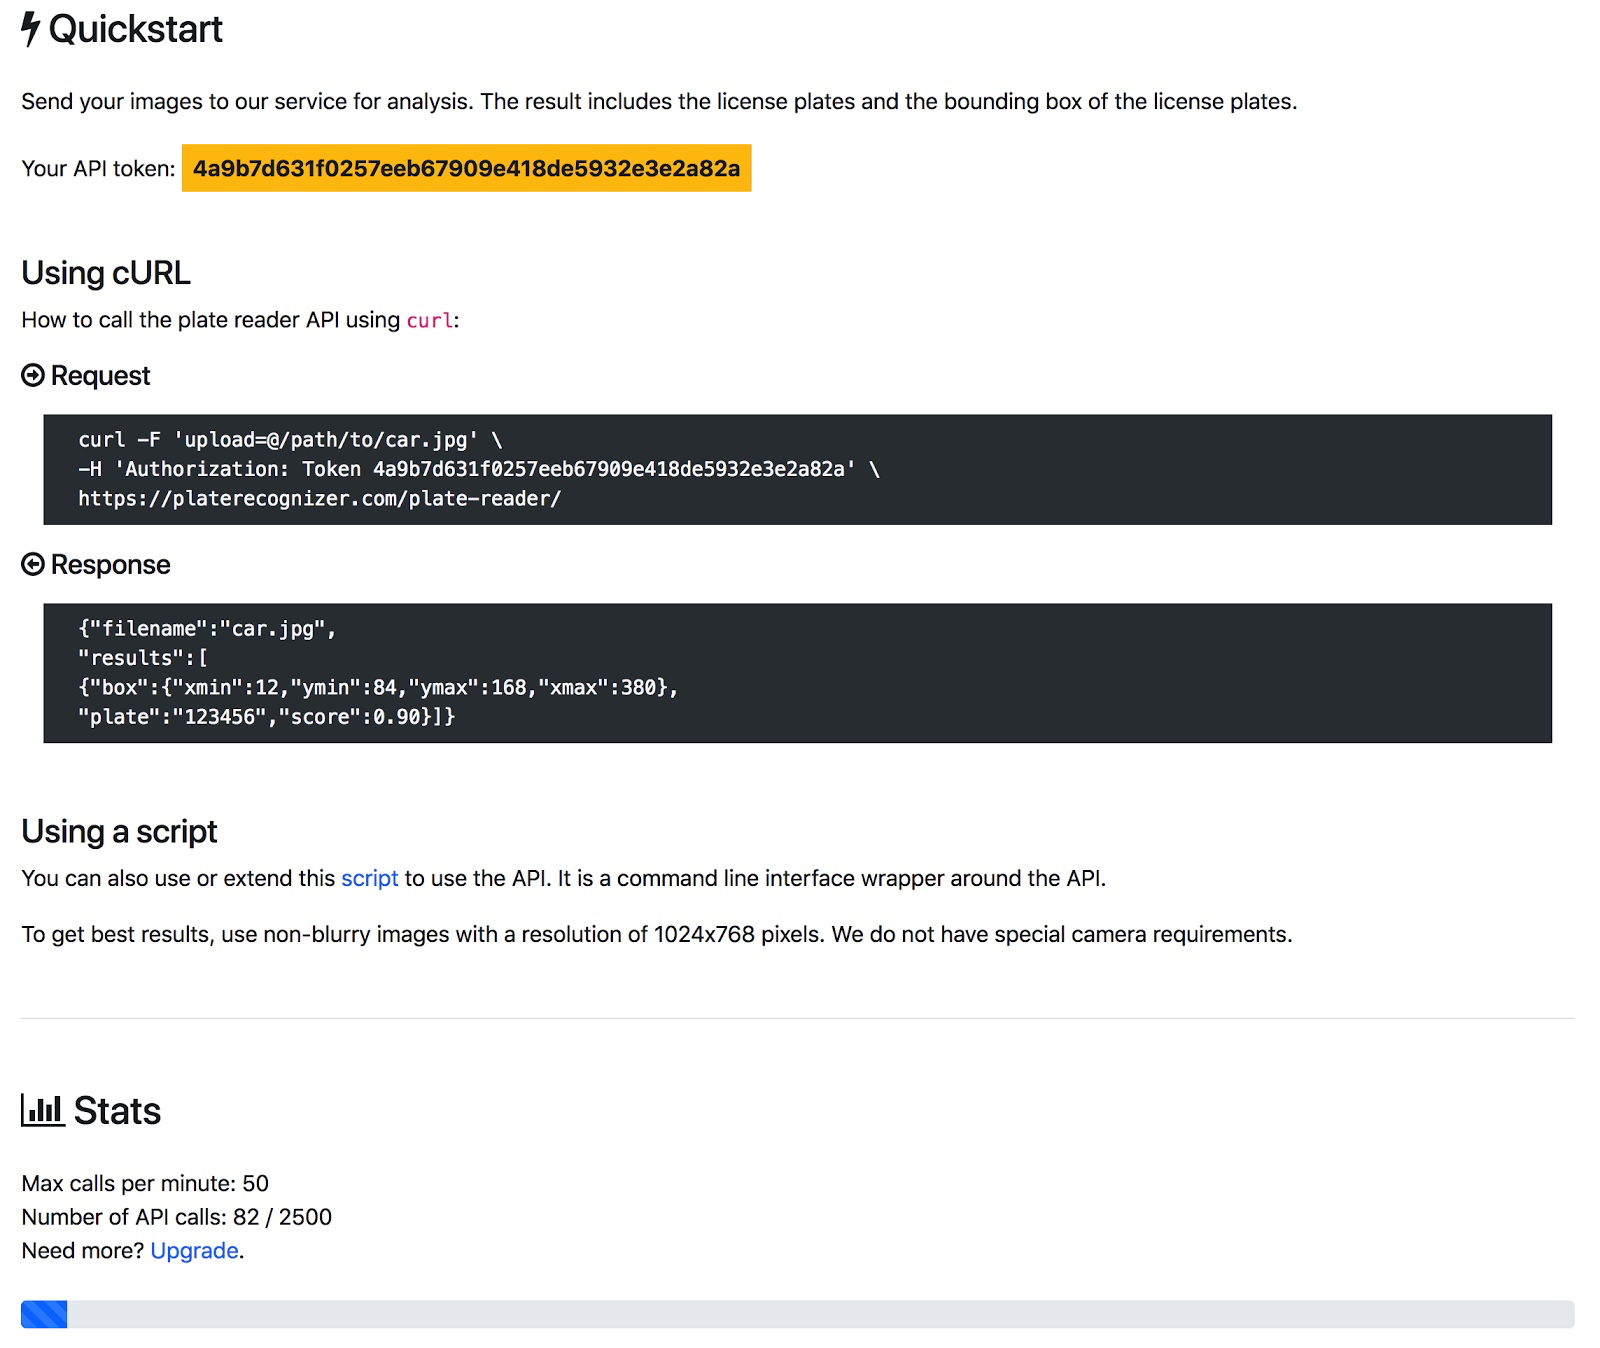 Quickstart
Send your images to our service for analysis. The result includes the license plates and the bounding box of the license plates.
Your API token: 4a9b7d631f0257eeb67909e418de5932e3e2a82a
Using cURL
How to call the plate reader API using curl:
Request
curl -F 'upload=@/path/to/car.jpg' \
-H 'Authorization: Token 4a9b7d631f0257eeb67909e418de5932e3e2a82a' \
https://platerecognizer.com/plate-reader/
Response
{"filename":"car.jpg",
"results":[
{"box":{"xmin":12,"ymin":84,"ymax":168,"xmax":380},
"plate":"123456","score":0.90}]}
Using a script
You can also use or extend this script to use the API. It is a command line interface wrapper around the API.
To get best results, use non-blurry images with a resolution of 1024x768 pixels. We do not have special camera requirements.
Stats
Max calls per minute: 50
Number of API calls: 82 / 2500
Need more? Upgrade.